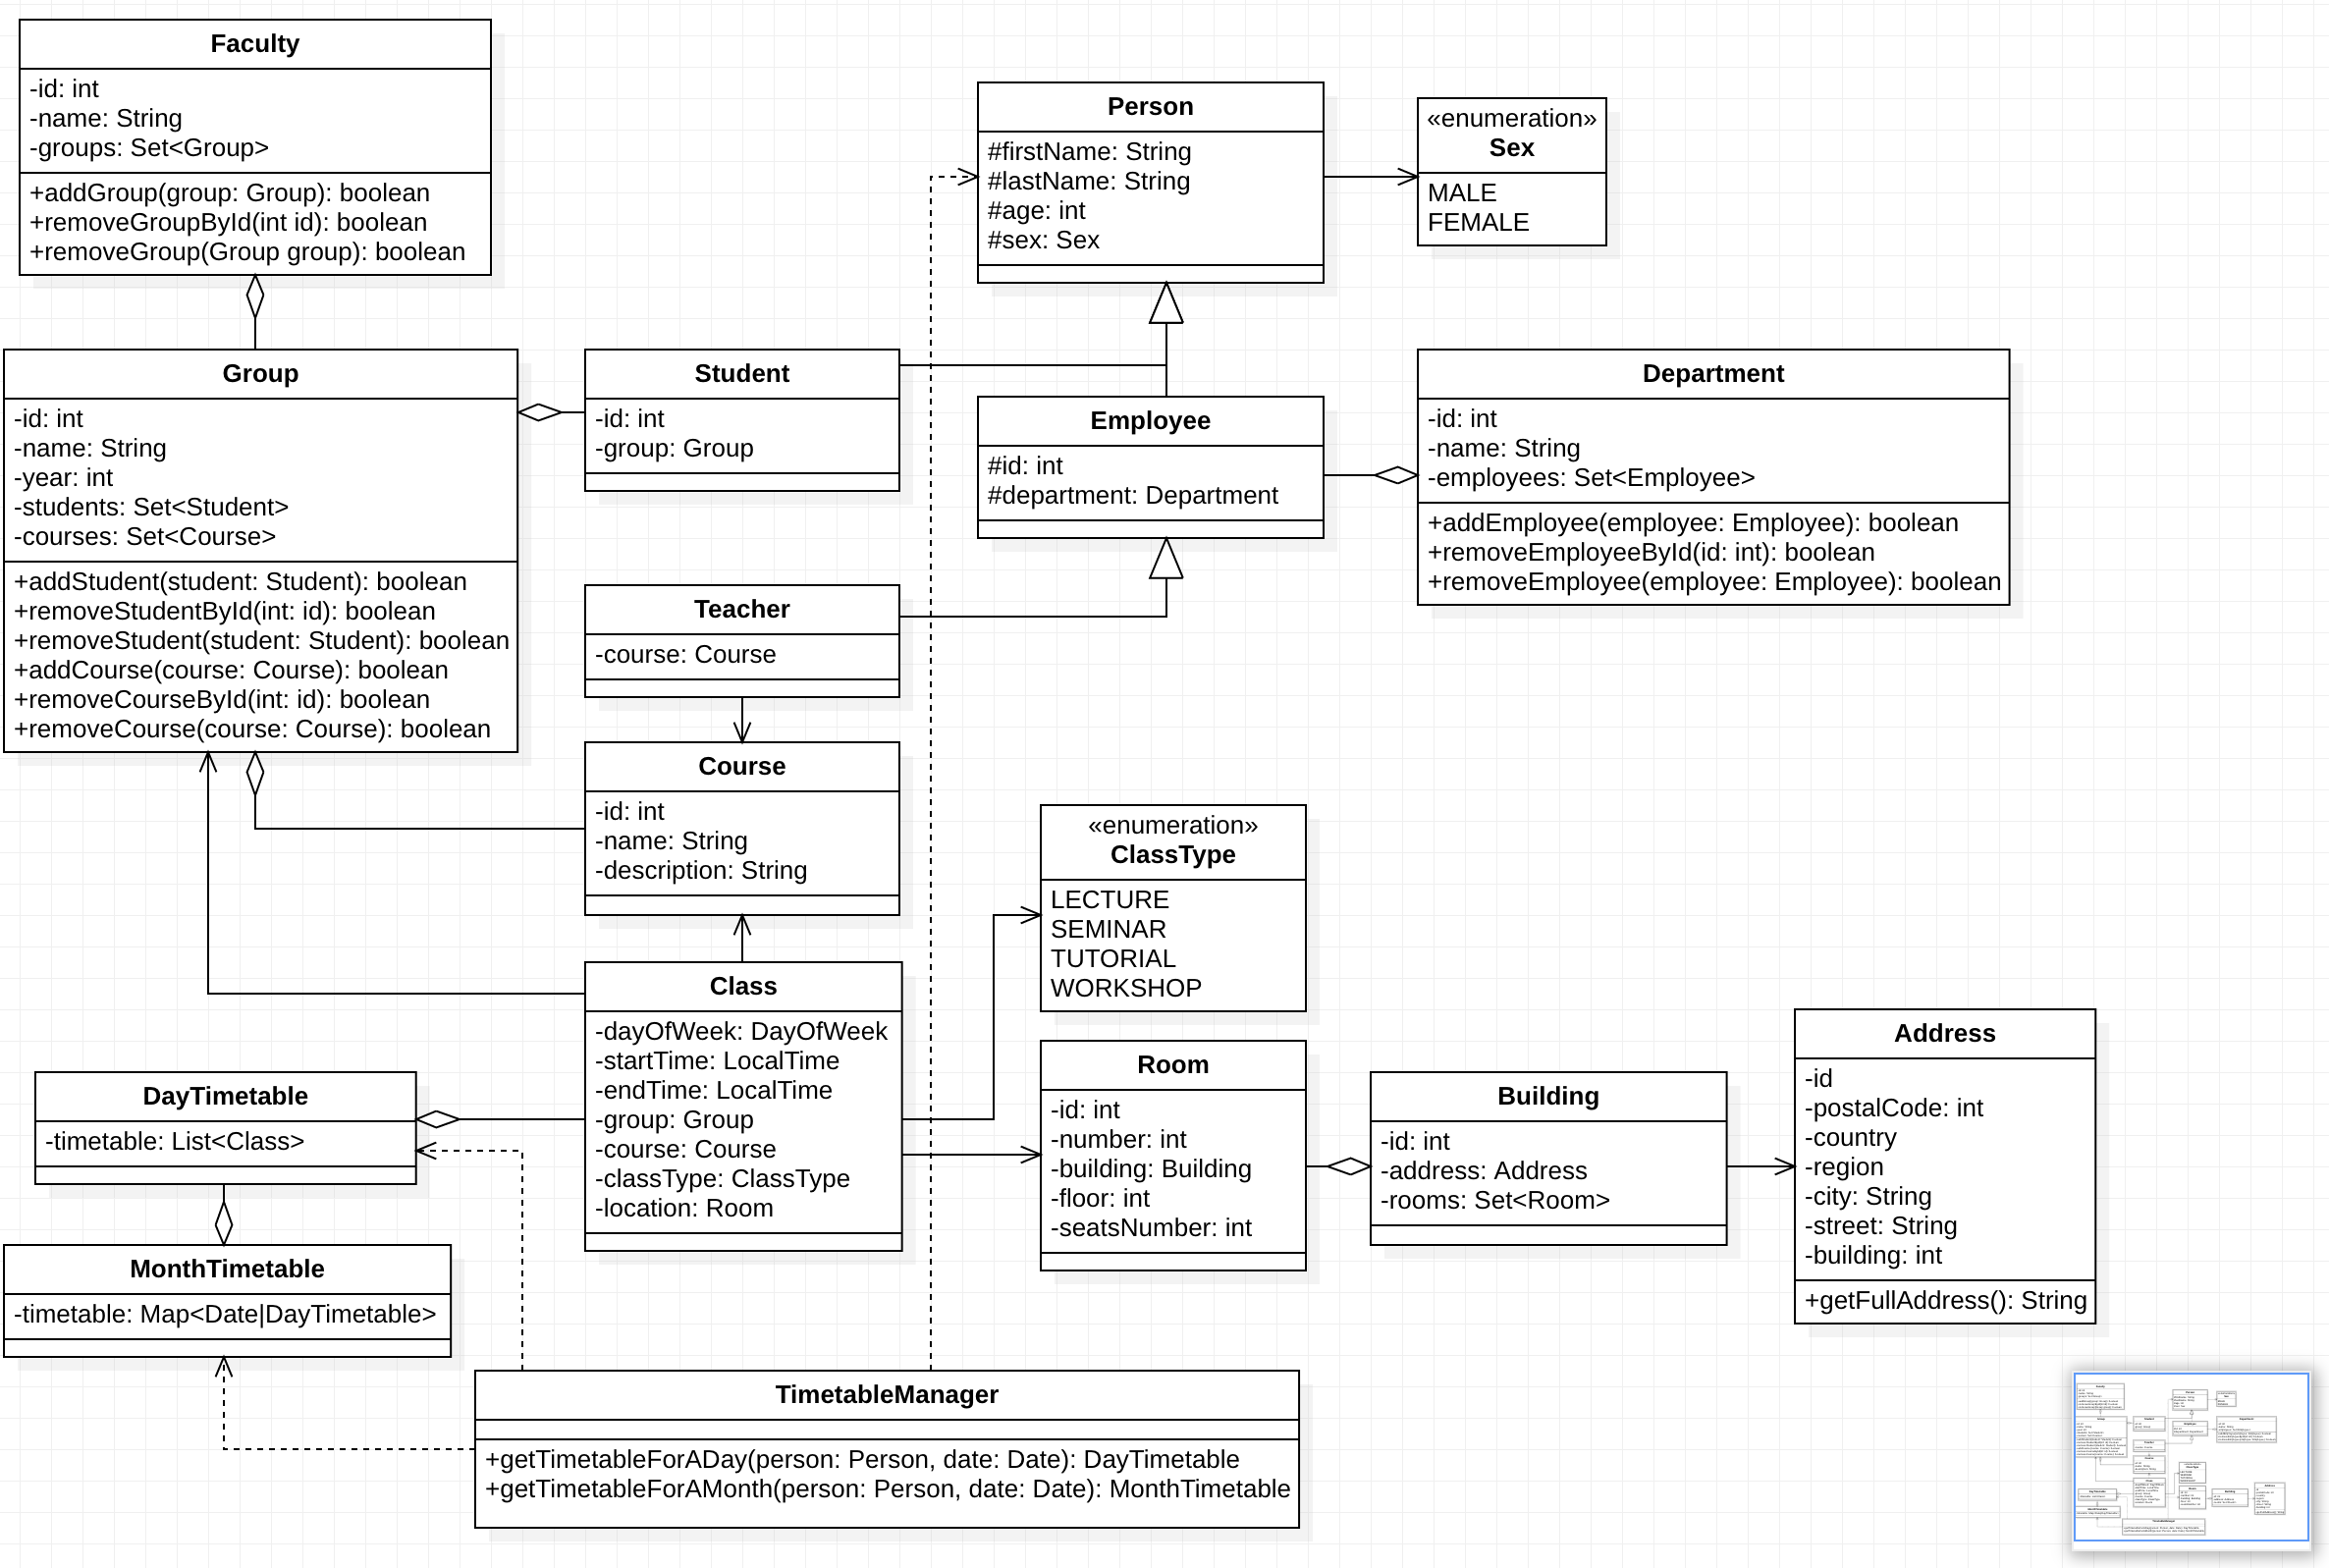 Faculty
-id: int
-name: String
-groups: Set<Group>
+addGroup(group: Group): boolean
+removeGroupById(int id): boolean
+removeGroup(Group group): boolean
Person
#firstName: String
#lastName: String
#age: int
#sex: Sex
«enumeration»
Sex
MALE
FEMALE
Group
-id: int
-name: String
-year: int
-students: Set<Student>
-courses: Set<Course>
+addStudent(student: Student): boolean
+removeStudentById(int: id): boolean
+removeStudent(student: Student): boolean
+addCourse(course: Course): boolean
+removeCourseById(int: id): boolean
+removeCourse(course: Course): boolean
Student
-id: int
-group: Group
Employee
#id: int
#department: Department
Department
-id: int
-name: String
-employees: Set<Employee>
+addEmployee(employee: Employee): boolean
+removeEmployeeById(id: int): boolean
+removeEmployee(employee: Employee): boolean
Teacher
-course: Course
Course
-id: int
-name: String
-description: String
«enumeration»
ClassType
LECTURE
SEMINAR
TUTORIAL
WORKSHOP
Class
-dayOfWeek: DayOfWeek
-startTime: LocalTime
-endTime: LocalTime
-group: Group
-course: Course
-classType: ClassType
-location: Room
Room
-id: int
-number: int
-building: Building
-floor: int
-seatsNumber: int
Building
-id: int
-address: Address
-rooms: Set<Room>
Address
-id
-postalCode: int
-country
-region
-city: String
-street: String
-building: int
+getFullAddress(): String
DayTimetable
-timetable: List<Class>
MonthTimetable
-timetable: Map<Date|DayTimetable>
TimetableManager
+getTimetableForADay(person: Person, date: Date): DayTimetable
+getTimetableForAMonth(person: Person, date: Date): MonthTimetable